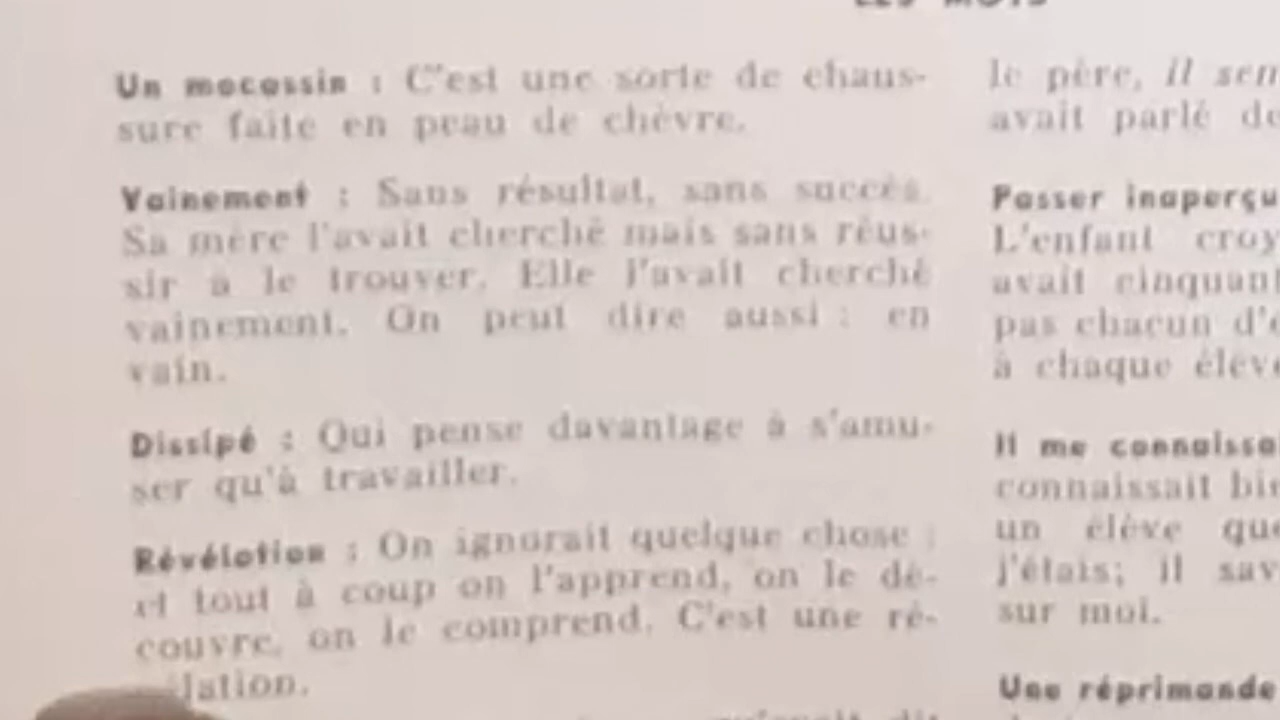 LES MOTS
Un mocassin : C'est une sorte de chaus-
sure faite en peau de chèvre.
Vainement : Sans résultat, sans succès.
Sa mère l'avait cherché mais sans réus-
sir à le trouver. Elle l'avait cherché
vainement. On peut dire aussi : en
vain.
Dissipé : Qui pense davantage à s'amu-
ser qu'à travailler.
Révélation : On ignorait quelque chose ;
et tout à coup on l'apprend, on le dé-
couvre, on le comprend. C'est une ré-
lation.
le père, il sem
avait parlé de
Passer inaperçu
L'enfant croy
avait cinquant
pas chacun d'e
à chaque élève
Il me connaissa
connaissait bie
un élève que
j'étais; il sav
sur moi.
Une réprimande